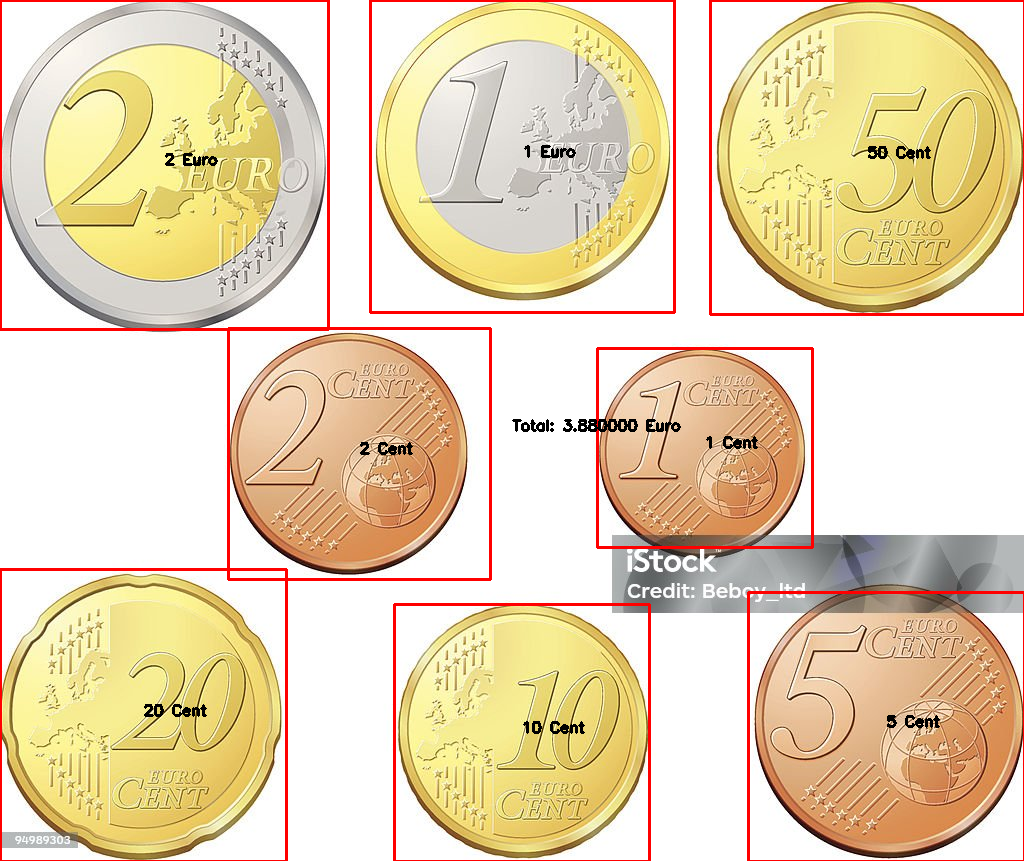 2
EURO
2 Euro
1
EURO
1 Euro
50
EURO
CENT
50 Cent
2
EURO
CENT
2 Cent
Total: 3.880000 Euro
1
EURO
CENT
1 Cent
iStock™
Credit: Beboy_ltd
20
EURO
CENT
20 Cent
10
EURO
CENT
10 Cent
5
EURO
CENT
5 Cent
94989303